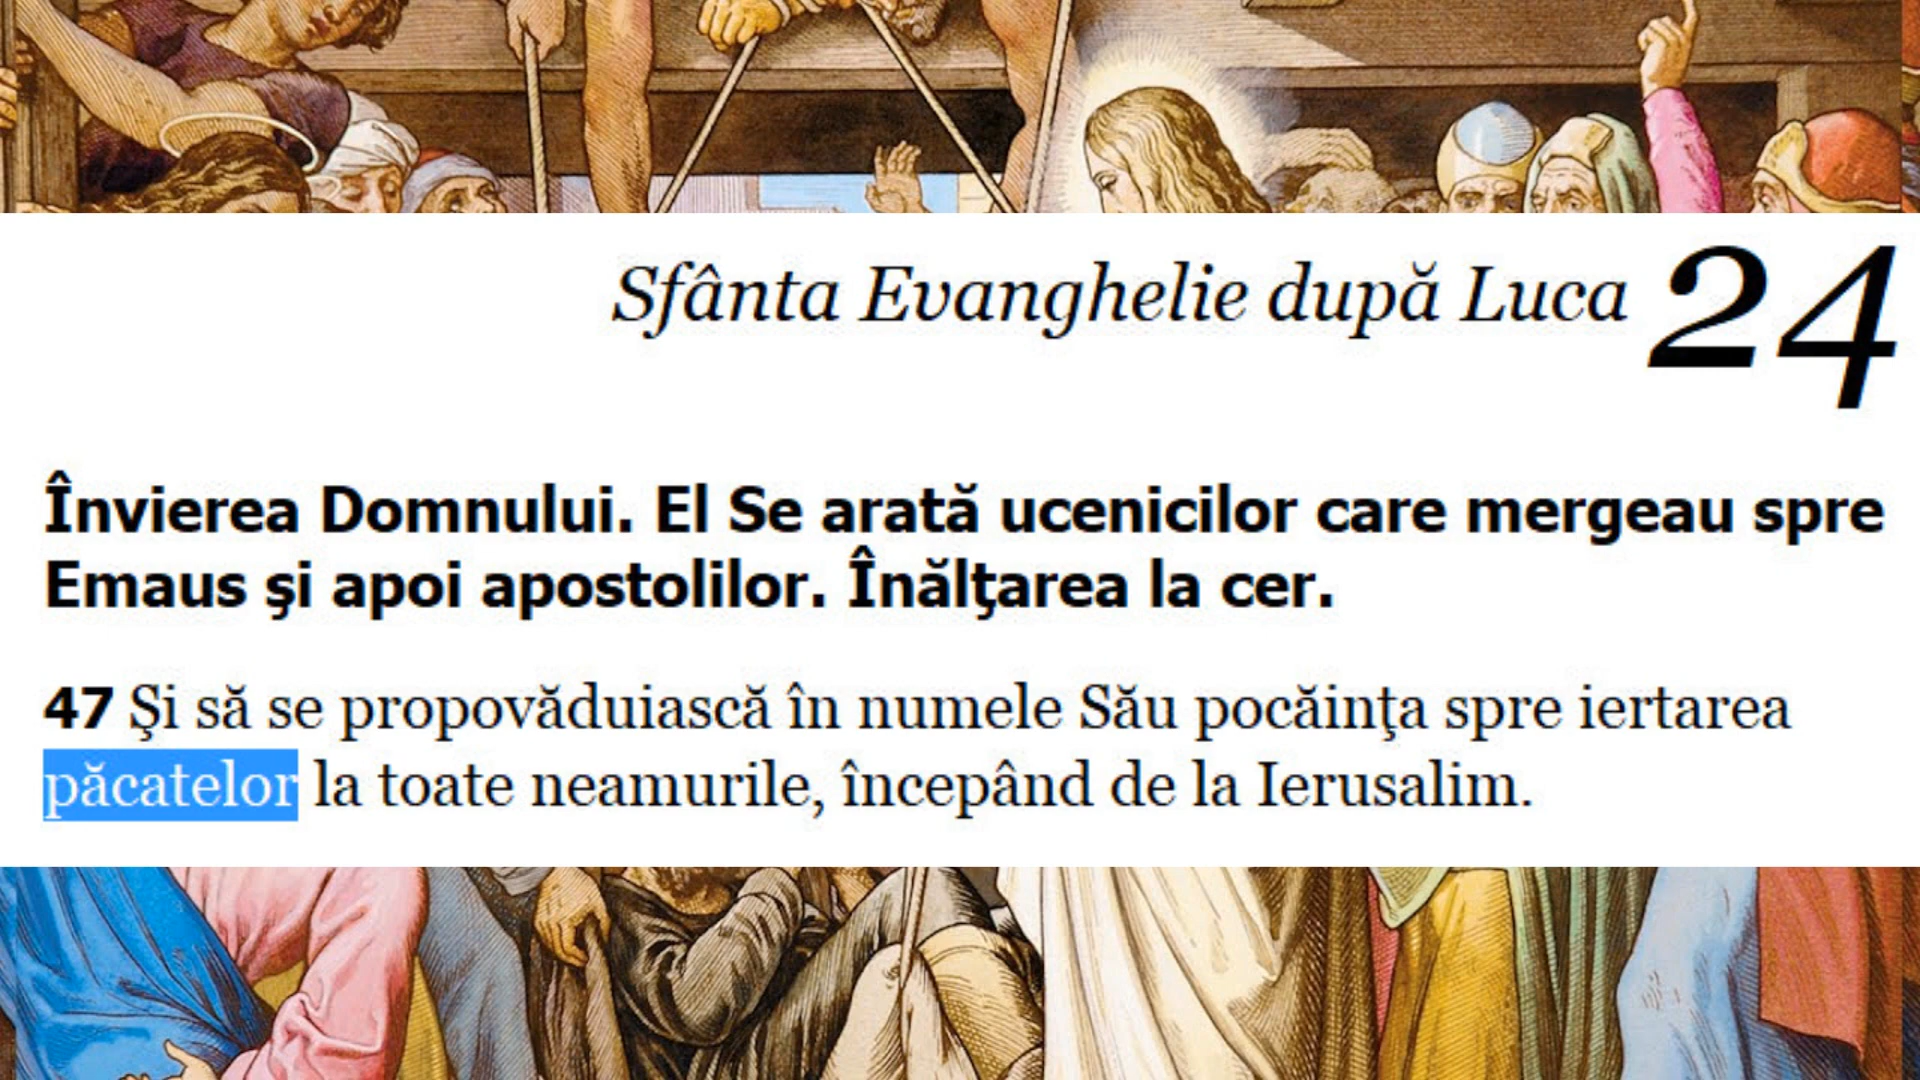 Sfânta Evanghelie după Luca 24
Învierea Domnului. El Se arată ucenicilor care mergeau spre
Emaus şi apoi apostolilor. Înălţarea la cer.
47 Şi să se propovăduiască în numele Său pocăinţa spre iertarea
păcatelor la toate neamurile, începând de la Ierusalim.